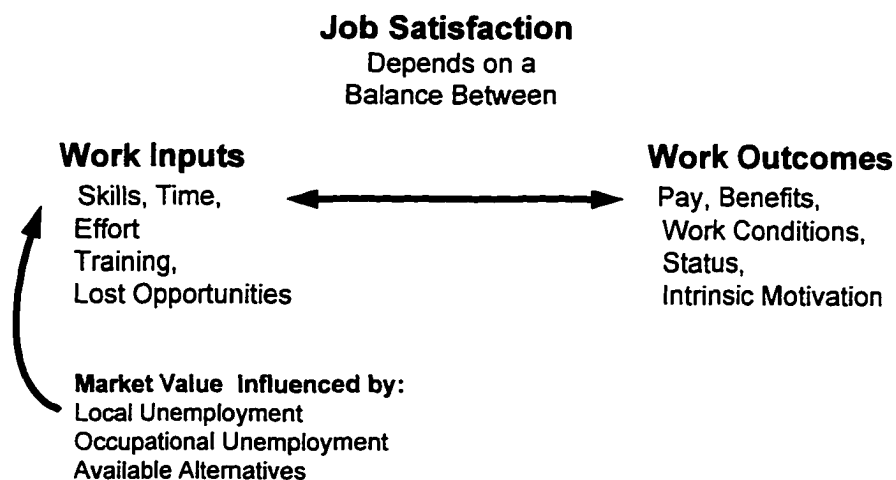 Job Satisfaction
Depends on a
Balance Between
Work Inputs
Skills, Time,
Effort
Training,
Lost Opportunities
Work Outcomes
Pay, Benefits,
Work Conditions,
Status,
Intrinsic Motivation
Market Value Influenced by:
Local Unemployment
Occupational Unemployment
Available Alternatives